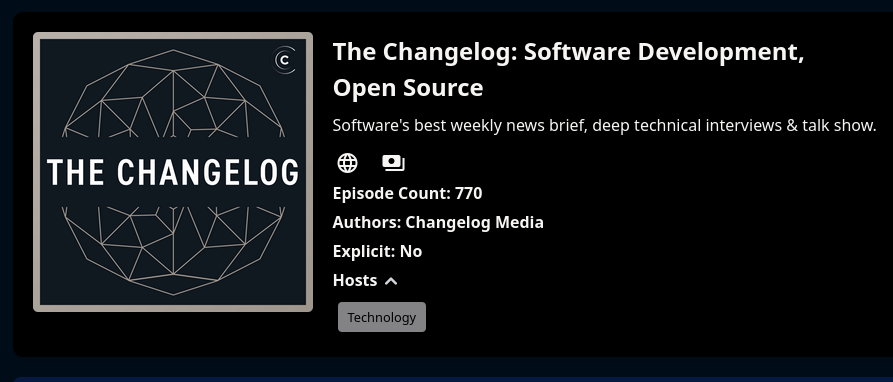 C
THE CHANGELOG
The Changelog: Software Development,
Open Source
Software's best weekly news brief, deep technical interviews & talk show.
Episode Count: 770
Authors: Changelog Media
Explicit: No
Hosts
Technology